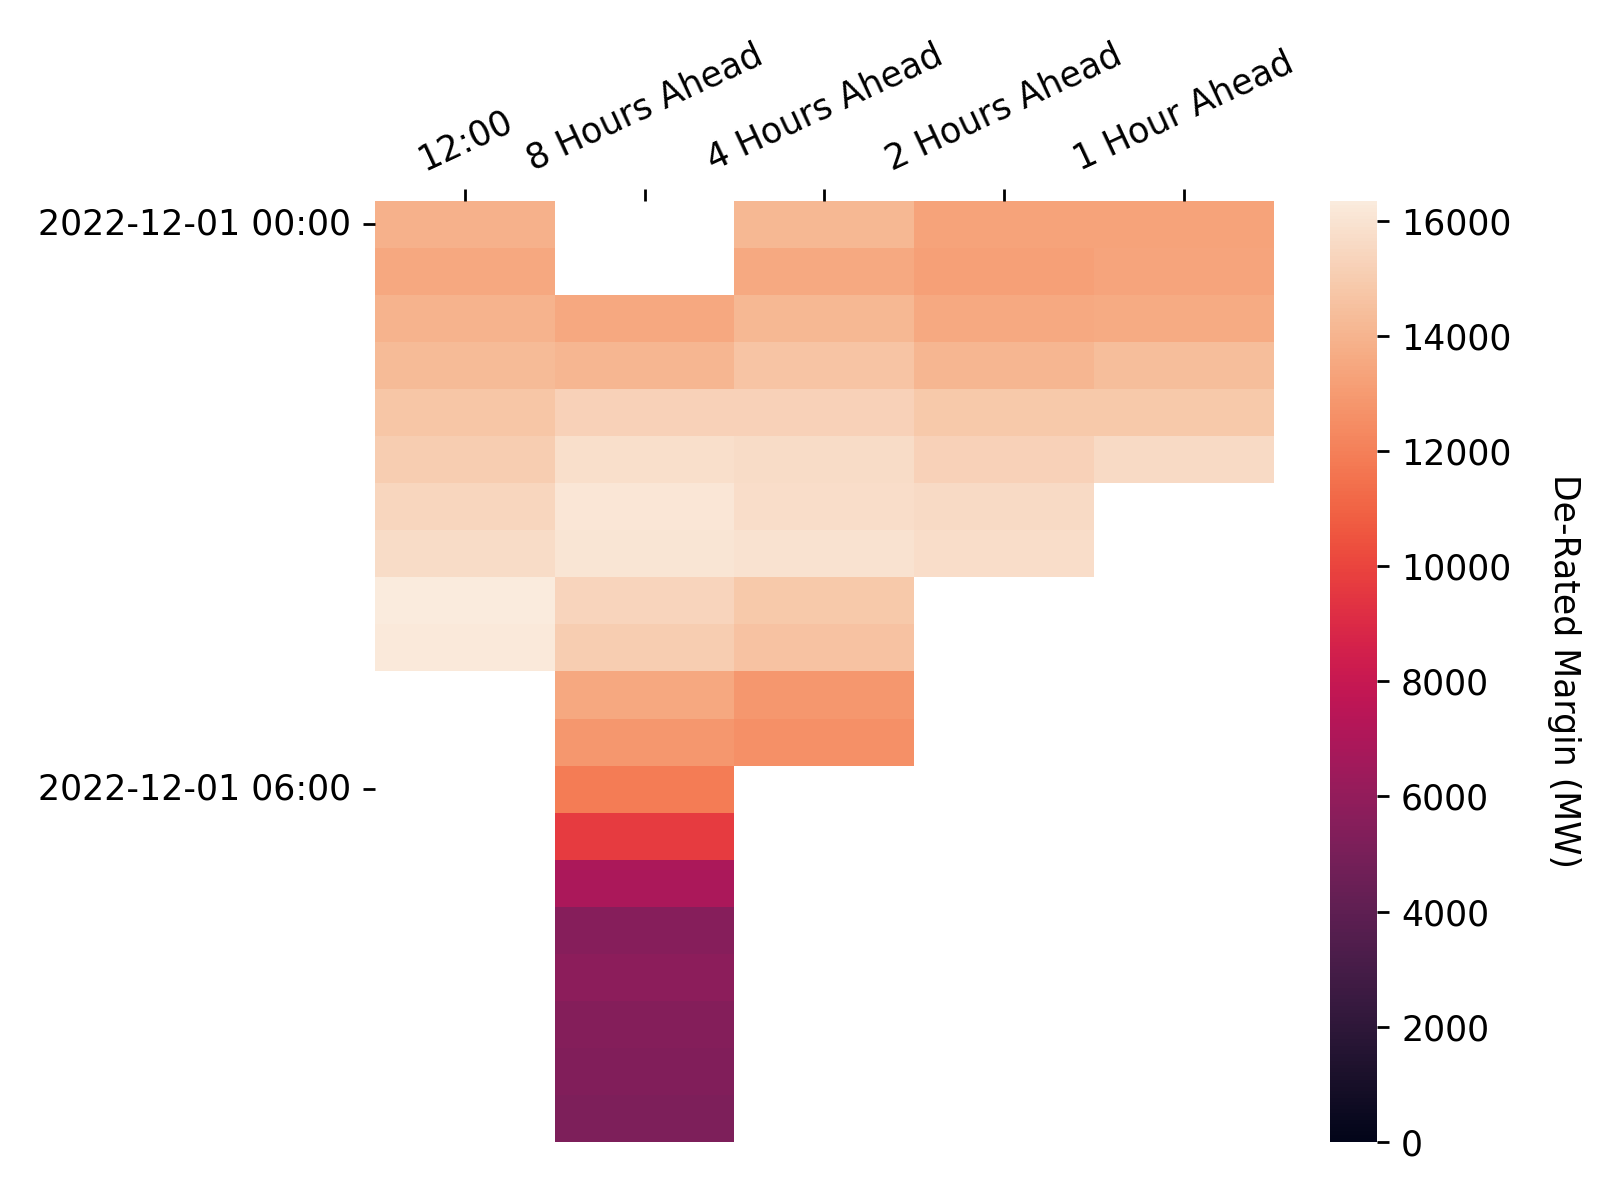 12:00
8 Hours Ahead
4 Hours Ahead
2 Hours Ahead
1 Hour Ahead
2022-12-01 00:00
2022-12-01 06:00
16000
14000
12000
10000
8000
6000
4000
2000
0
De-Rated Margin (MW)